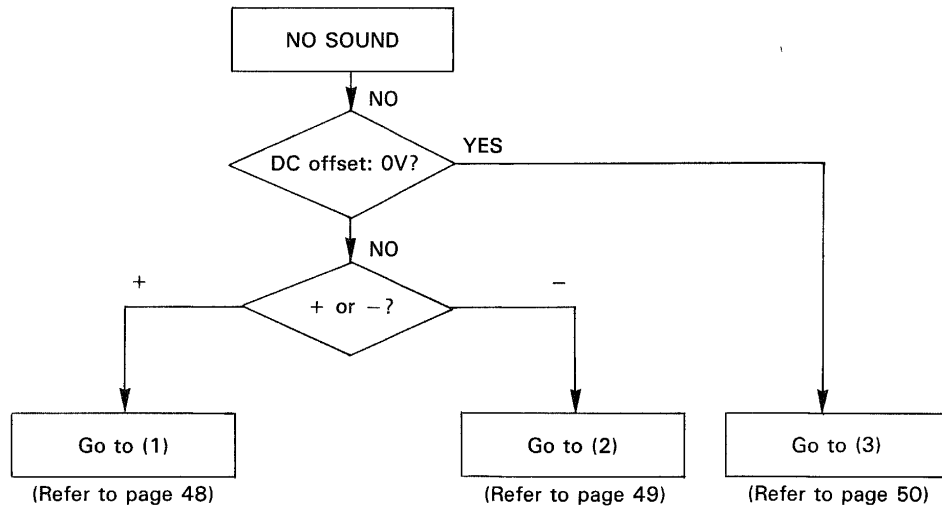 NO SOUND
NO
DC offset: 0V?
YES
NO
+
+ or −?
−
Go to (1)
Go to (2)
Go to (3)
(Refer to page 48)
(Refer to page 49)
(Refer to page 50)